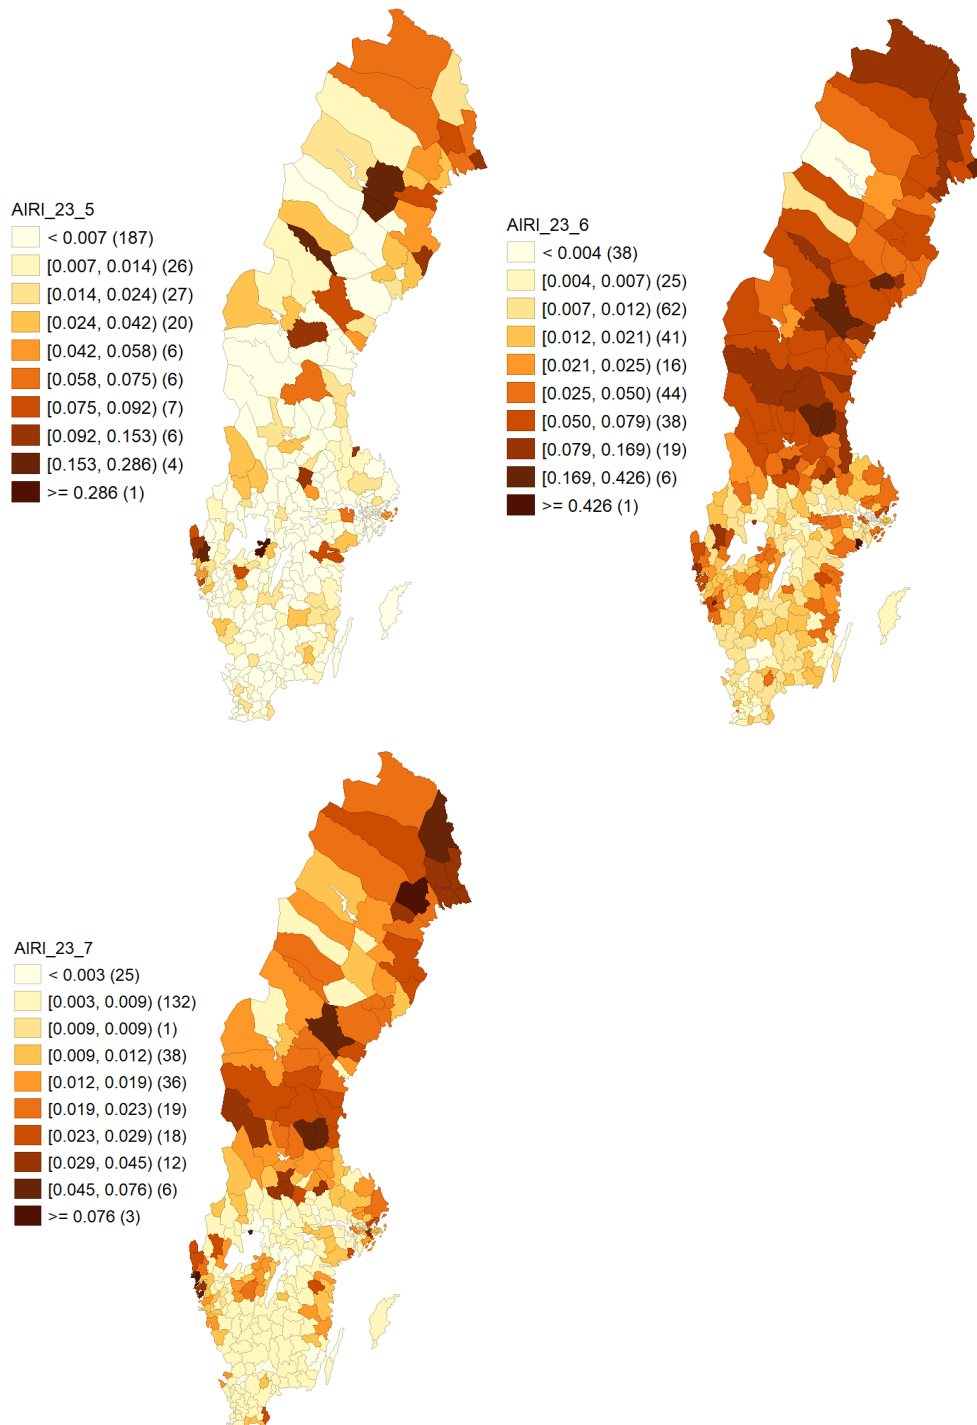 AIRI_23_5
< 0.007 (187)
[0.007, 0.014) (26)
[0.014, 0.024) (27)
[0.024, 0.042) (20)
[0.042, 0.058) (6)
[0.058, 0.075) (6)
[0.075, 0.092) (7)
[0.092, 0.153) (6)
[0.153, 0.286) (4)
>= 0.286 (1)
AIRI_23_6
< 0.004 (38)
[0.004, 0.007) (25)
[0.007, 0.012) (62)
[0.012, 0.021) (41)
[0.021, 0.025) (16)
[0.025, 0.050) (44)
[0.050, 0.079) (38)
[0.079, 0.169) (19)
[0.169, 0.426) (6)
>= 0.426 (1)
AIRI_23_7
< 0.003 (25)
[0.003, 0.009) (132)
[0.009, 0.009) (1)
[0.009, 0.012) (38)
[0.012, 0.019) (36)
[0.019, 0.023) (19)
[0.023, 0.029) (18)
[0.029, 0.045) (12)
[0.045, 0.076) (6)
>= 0.076 (3)